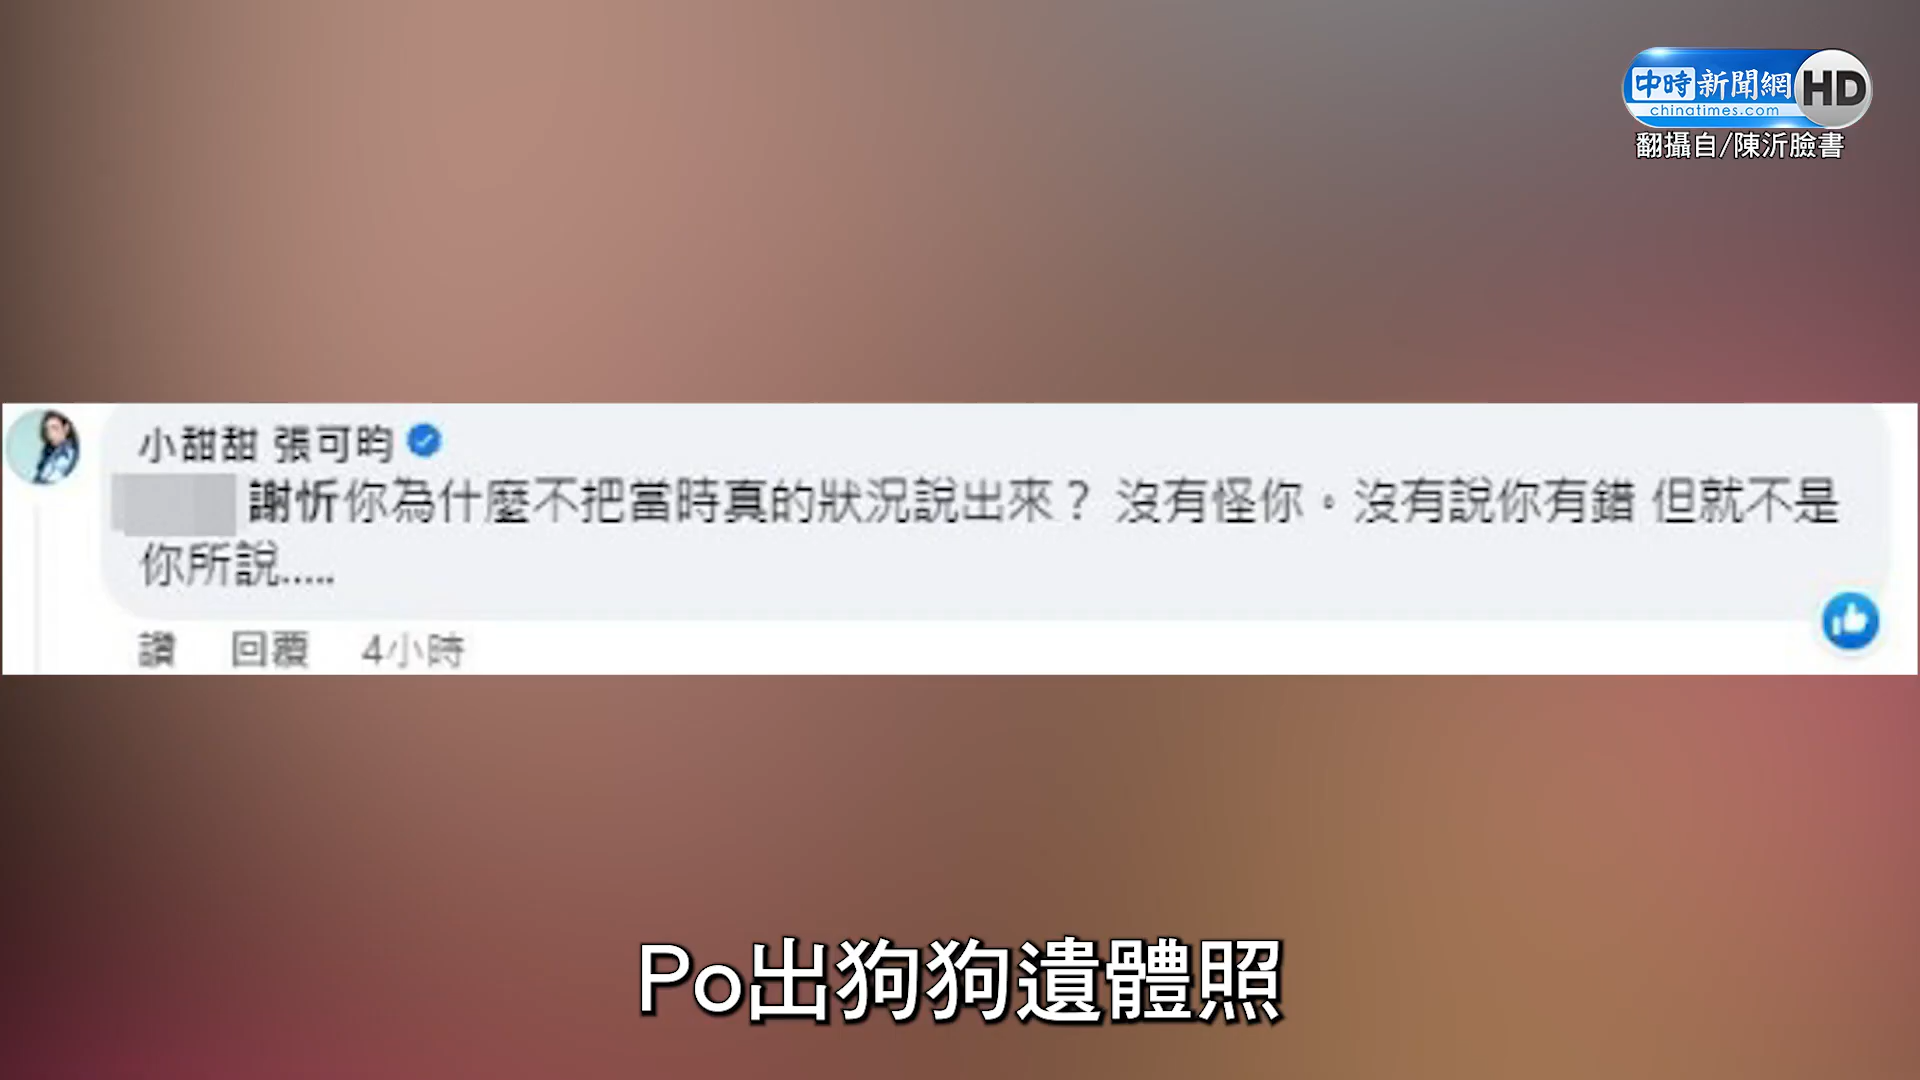 中時新聞網HD
chinatimes.com
翻攝自/陳沂臉書
小甜甜 張可昀
謝忻你為什麼不把當時真的狀況說出來？ 沒有怪你。沒有說你有錯 但就不是
你所說.....
讚 回覆 4小時
Po出狗狗遺體照